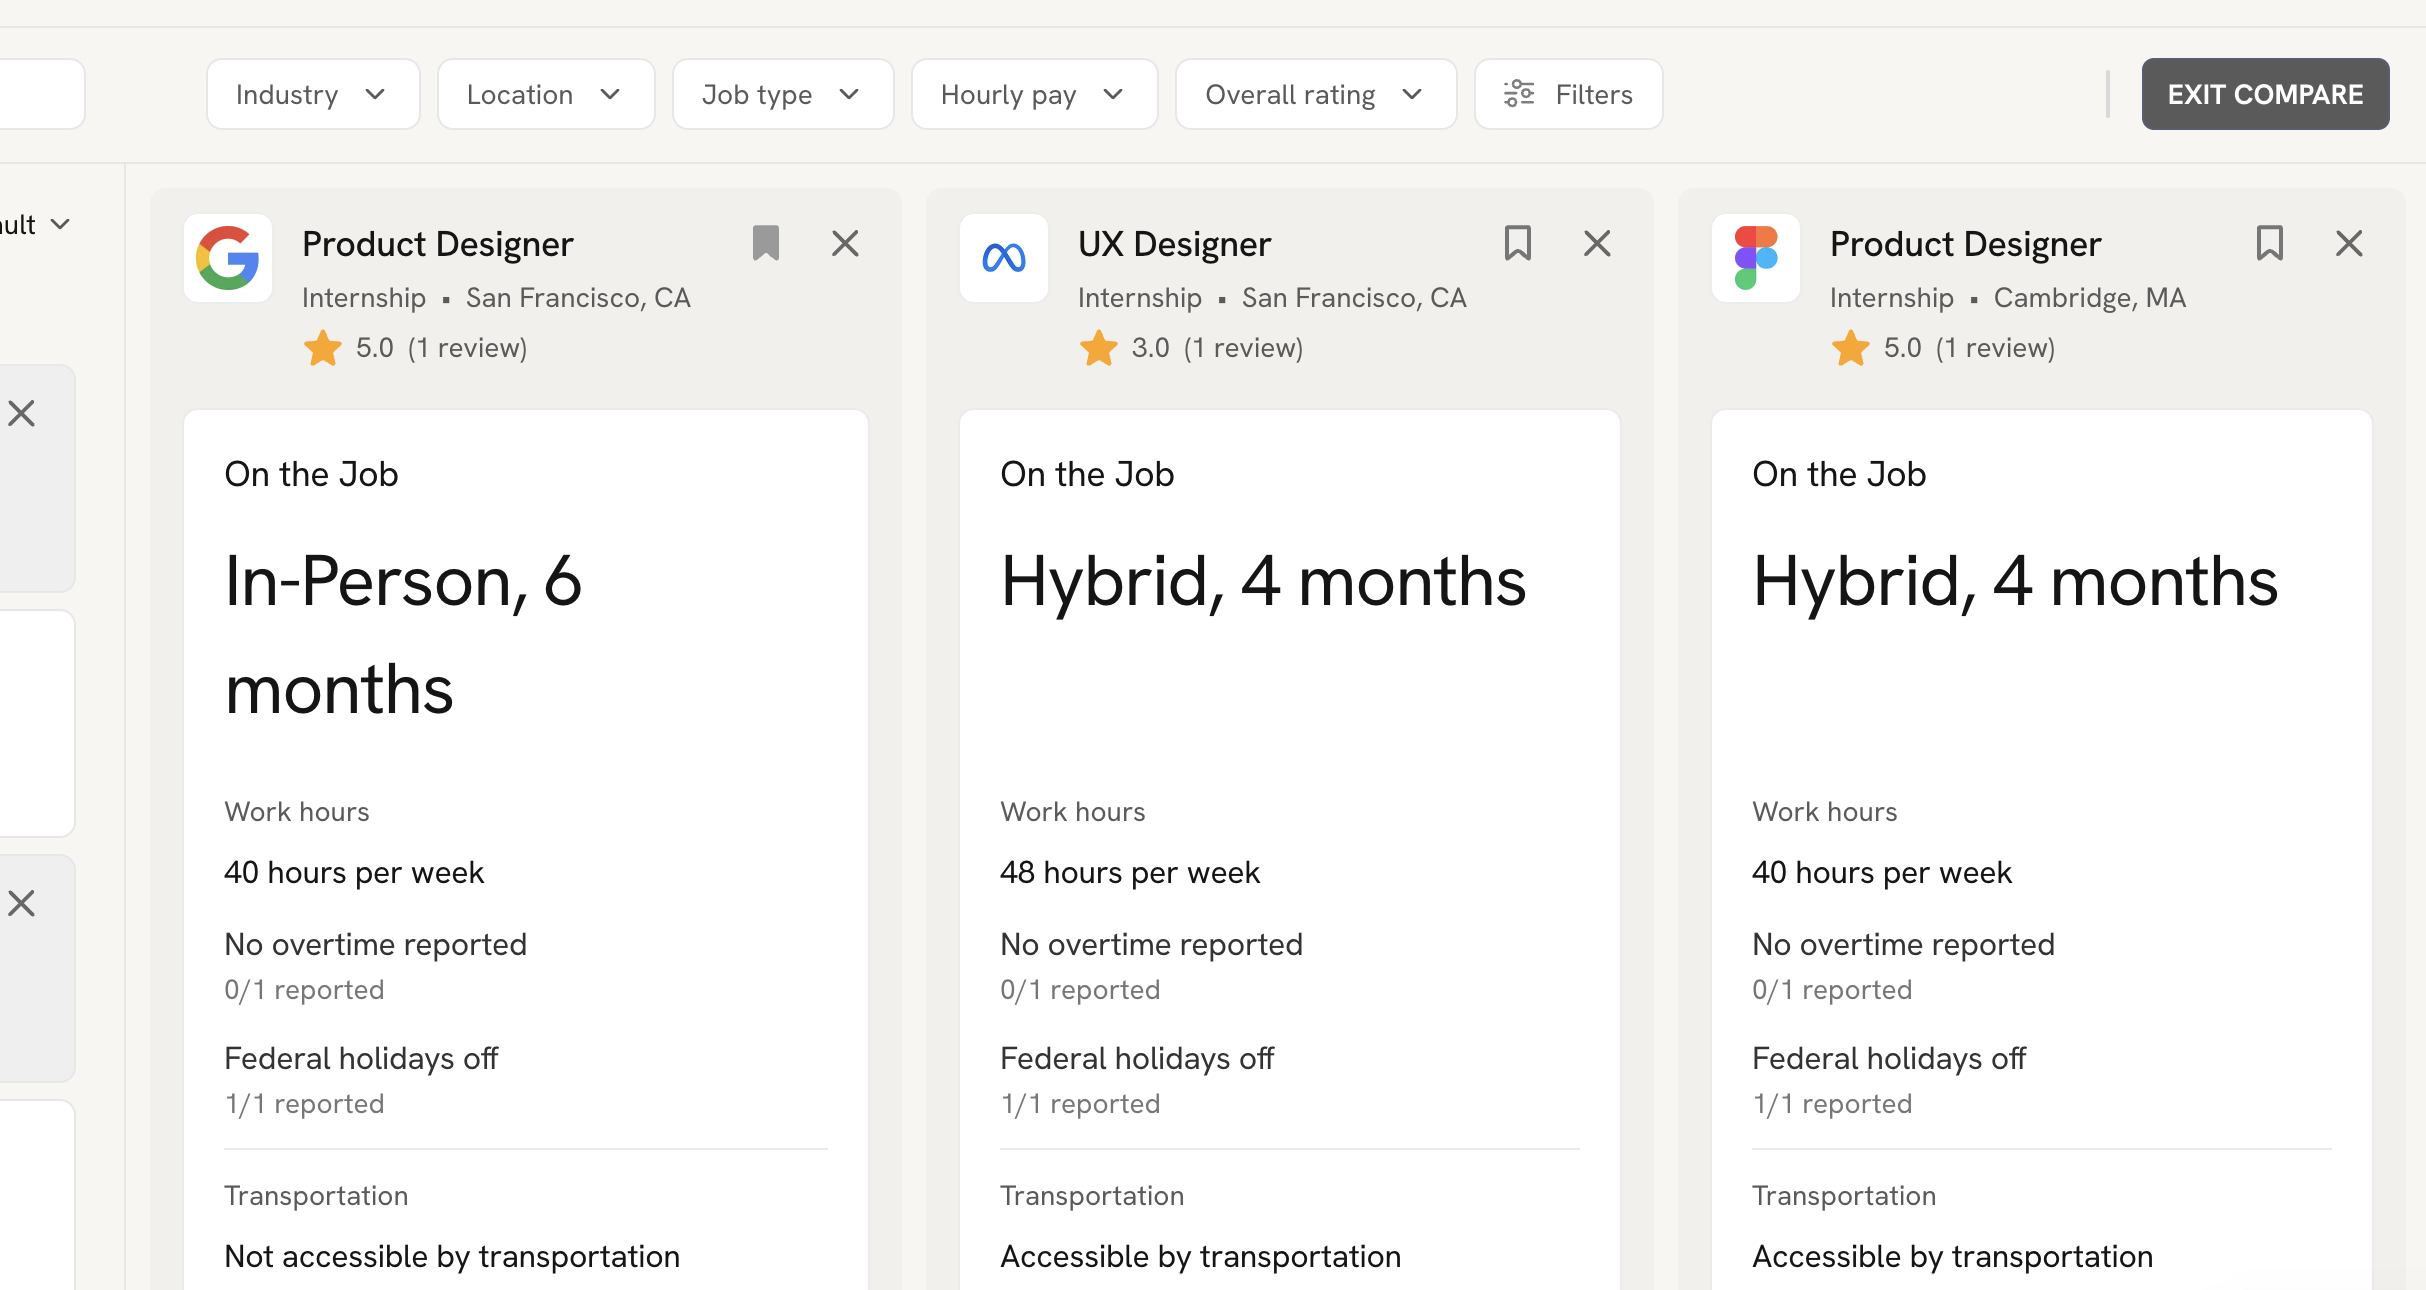 Industry
Location
Job type
Hourly pay
Overall rating
Filters
EXIT COMPARE
Product Designer
Internship ▪ San Francisco, CA
5.0 (1 review)
On the Job
In-Person, 6
months
Work hours
40 hours per week
No overtime reported
0/1 reported
Federal holidays off
1/1 reported
Transportation
Not accessible by transportation
UX Designer
Internship ▪ San Francisco, CA
3.0 (1 review)
On the Job
Hybrid, 4 months
Work hours
48 hours per week
No overtime reported
0/1 reported
Federal holidays off
1/1 reported
Transportation
Accessible by transportation
Product Designer
Internship ▪ Cambridge, MA
5.0 (1 review)
On the Job
Hybrid, 4 months
Work hours
40 hours per week
No overtime reported
0/1 reported
Federal holidays off
1/1 reported
Transportation
Accessible by transportation